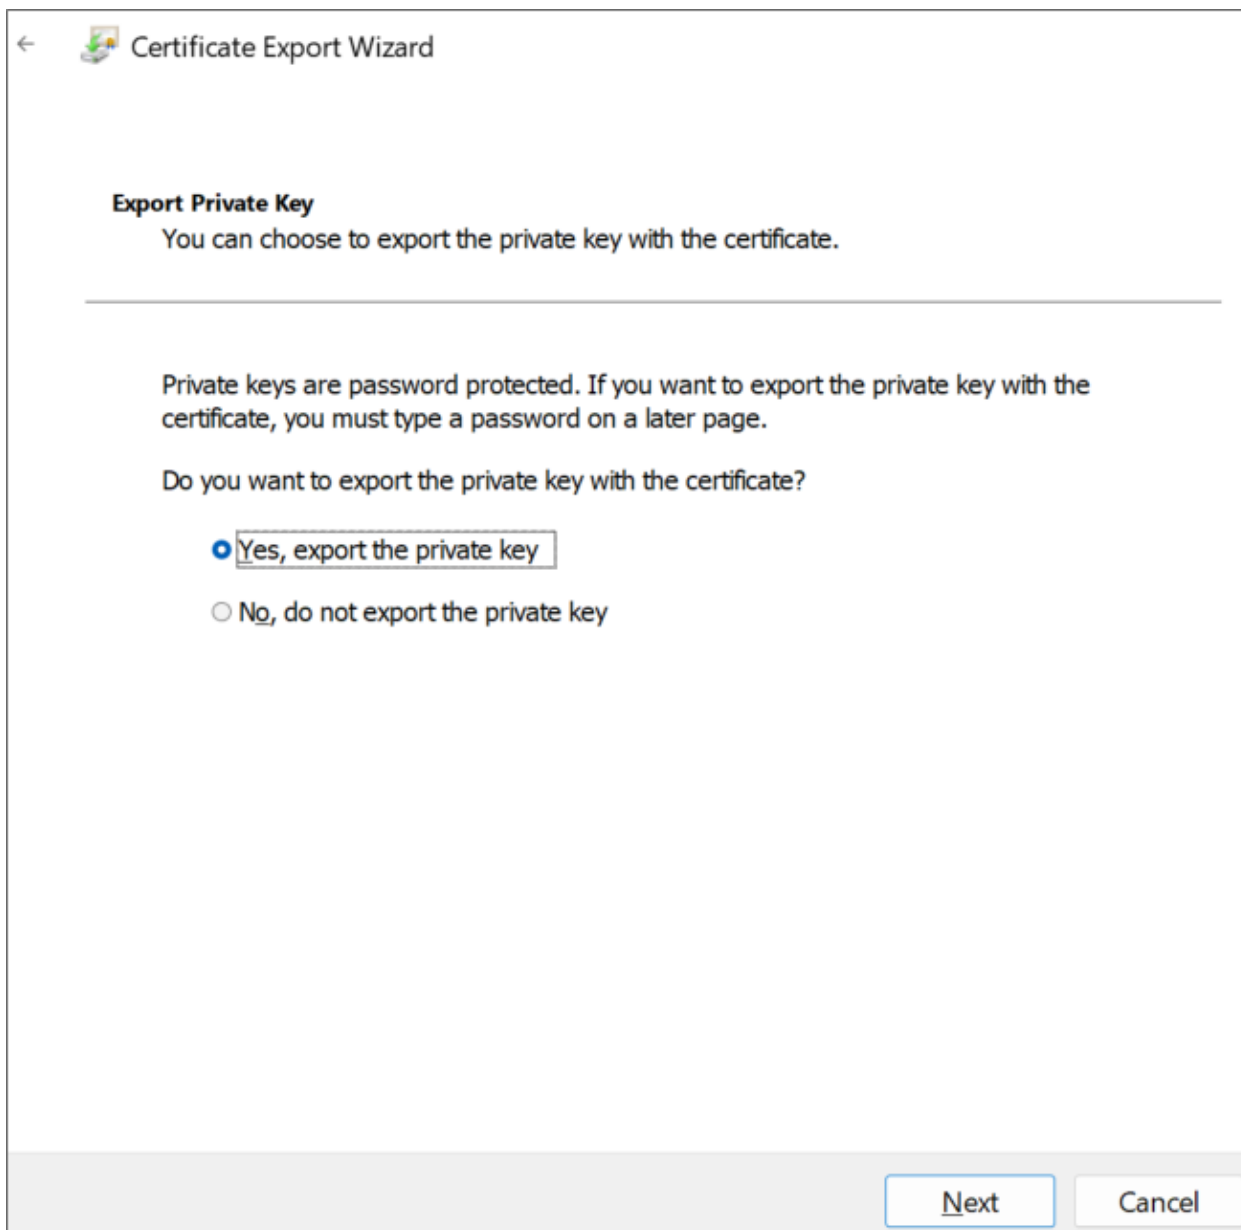 Certificate Export Wizard
Export Private Key
You can choose to export the private key with the certificate.
Private keys are password protected. If you want to export the private key with the
certificate, you must type a password on a later page.
Do you want to export the private key with the certificate?
Yes, export the private key
No, do not export the private key
Next
Cancel